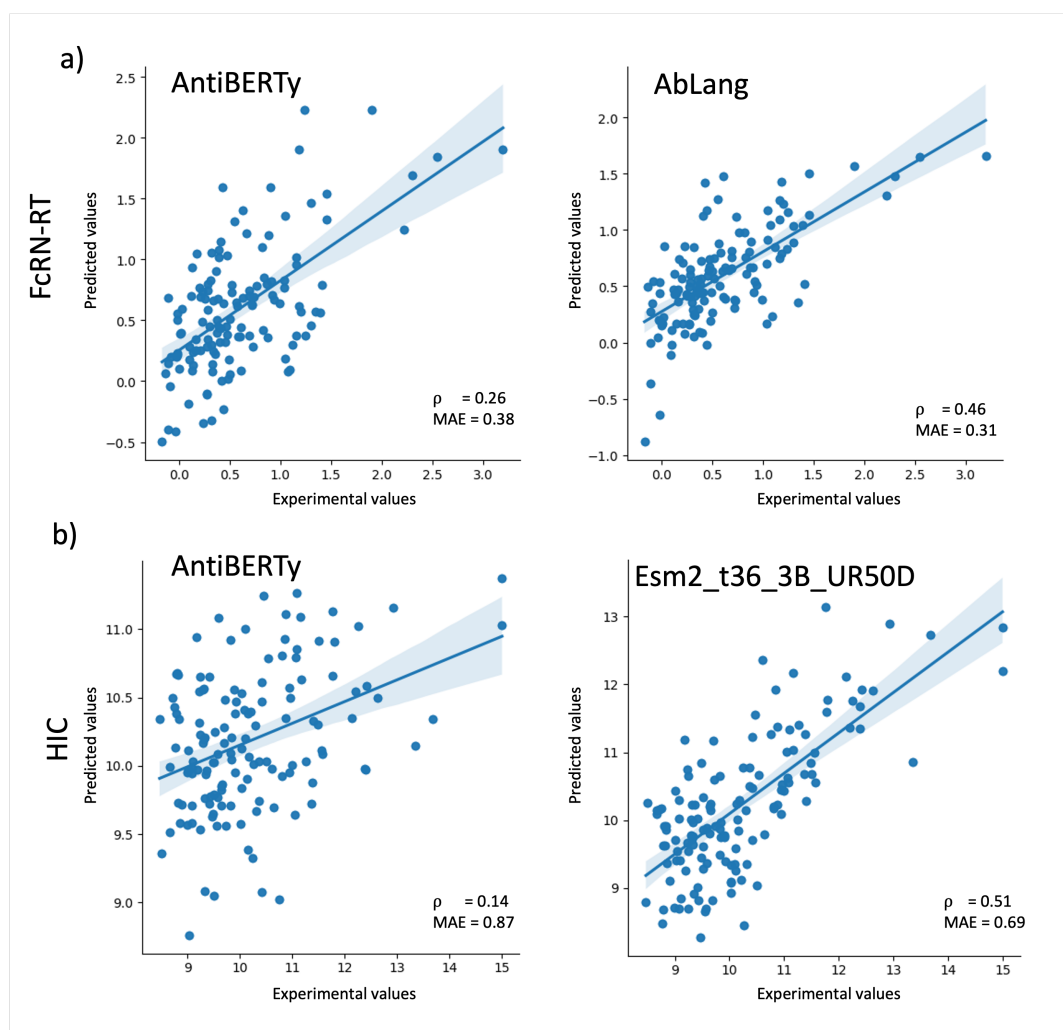 a)
AntiBERTy
AbLang
FcRN-RT
Predicted values
2.5
2.0
1.5
1.0
0.5
0.0
−0.5
ρ = 0.26
MAE = 0.38
0.0 0.5 1.0 1.5 2.0 2.5 3.0
Experimental values
Predicted values
2.0
1.5
1.0
0.5
0.0
−0.5
−1.0
ρ = 0.46
MAE = 0.31
0.0 0.5 1.0 1.5 2.0 2.5 3.0
Experimental values
b)
AntiBERTy
Esm2_t36_3B_UR50D
HIC
Predicted values
11.0
10.5
10.0
9.5
9.0
ρ = 0.14
MAE = 0.87
9 10 11 12 13 14 15
Experimental values
Predicted values
13
12
11
10
9
ρ = 0.51
MAE = 0.69
9 10 11 12 13 14 15
Experimental values